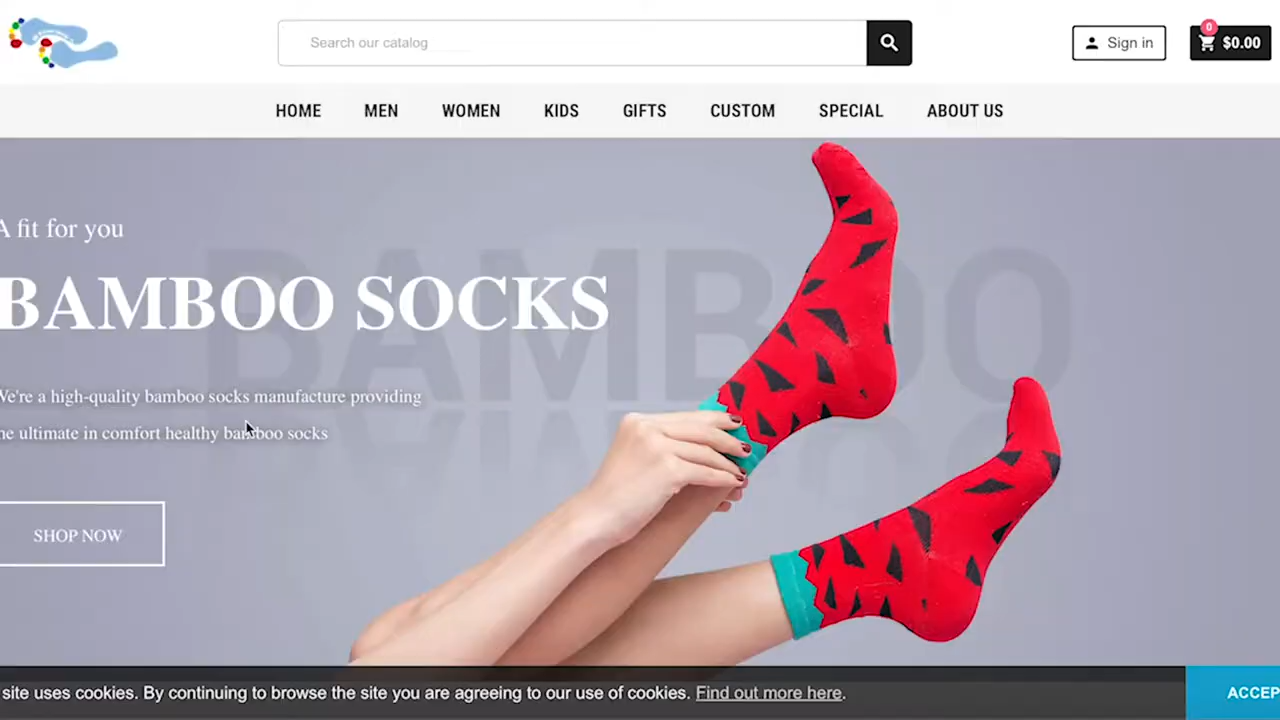 Search our catalog
Sign in
0
$0.00
HOME MEN WOMEN KIDS GIFTS CUSTOM SPECIAL ABOUT US
BAMBOO
A fit for you
BAMBOO SOCKS
We're a high-quality bamboo socks manufacture providing
he ultimate in comfort healthy bamboo socks
SHOP NOW
site uses cookies. By continuing to browse the site you are agreeing to our use of cookies. Find out more here.
ACCEP